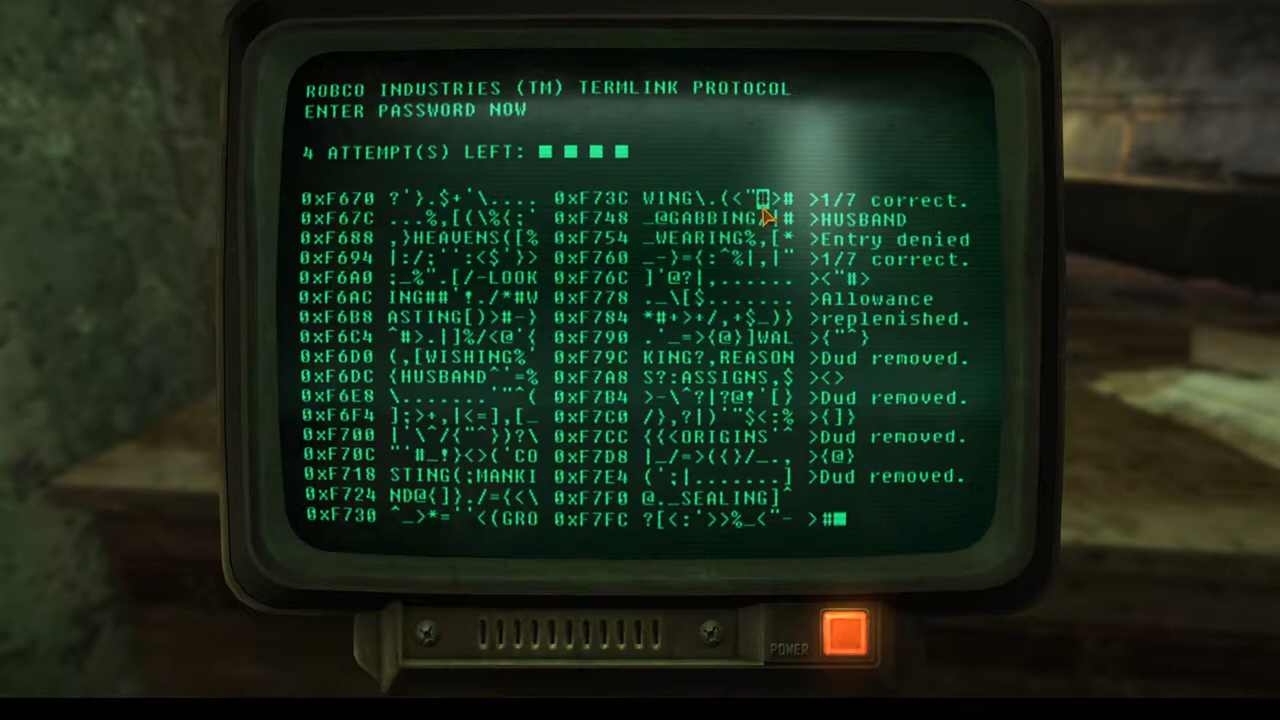 ROBCO INDUSTRIES (TM) TERMLINK PROTOCOL
ENTER PASSWORD NOW
4 ATTEMPT(S) LEFT: ■ ■ ■ ■
0xF670 ?'}.$+'\.... 0xF73C WING\.(<"#># >1/7 correct.
0xF67C ...%,[(\%{;' 0xF748 _@GABBING # >HUSBAND
0xF688 ,}HEAVENS([% 0xF754 _WEARING%,[* >Entry denied
0xF694 |:/;'`:<$'}> 0xF760 _-}={:^%|,|" >1/7 correct.
0xF6A0 :_%".[/-LOOK 0xF76C ]'@?|,...... ><"#>
0xF6AC ING##'!./*#W 0xF778 ._\[$....... >Allowance
0xF6B8 ASTING[)>#-} 0xF784 *#+>+/,+$_)} >replenished.
0xF6C4 ^#>.|]%/<@'{ 0xF790 .'_=>{@}]WAL >{"^}
0xF6D0 (,[WISHING%' 0xF79C KING?,REASON >Dud removed.
0xF6DC {HUSBAND^'=% 0xF7A8 S?:ASSIGNS,$ ><>
0xF6E8 \.......'"^( 0xF7B4 >-\^?|?@!'[} >Dud removed.
0xF6F4 ];>+,|<=],[_ 0xF7C0 /},?|)'"$<:% >{]}
0xF700 |'\^/{"^})?\ 0xF7CC {{<ORIGINS'^ >Dud removed.
0xF70C "'#_!}<>('CO 0xF7D8 |_/=>({}/_., >{@}
0xF718 STING(;MANKI 0xF7E4 (';|.......] >Dud removed.
0xF724 ND@{]}./={<\ 0xF7F0 @._SEALING]^
0xF730 ^_>*=``<(GRO 0xF7FC ?[<:'>>%_<"- >#■
POWER